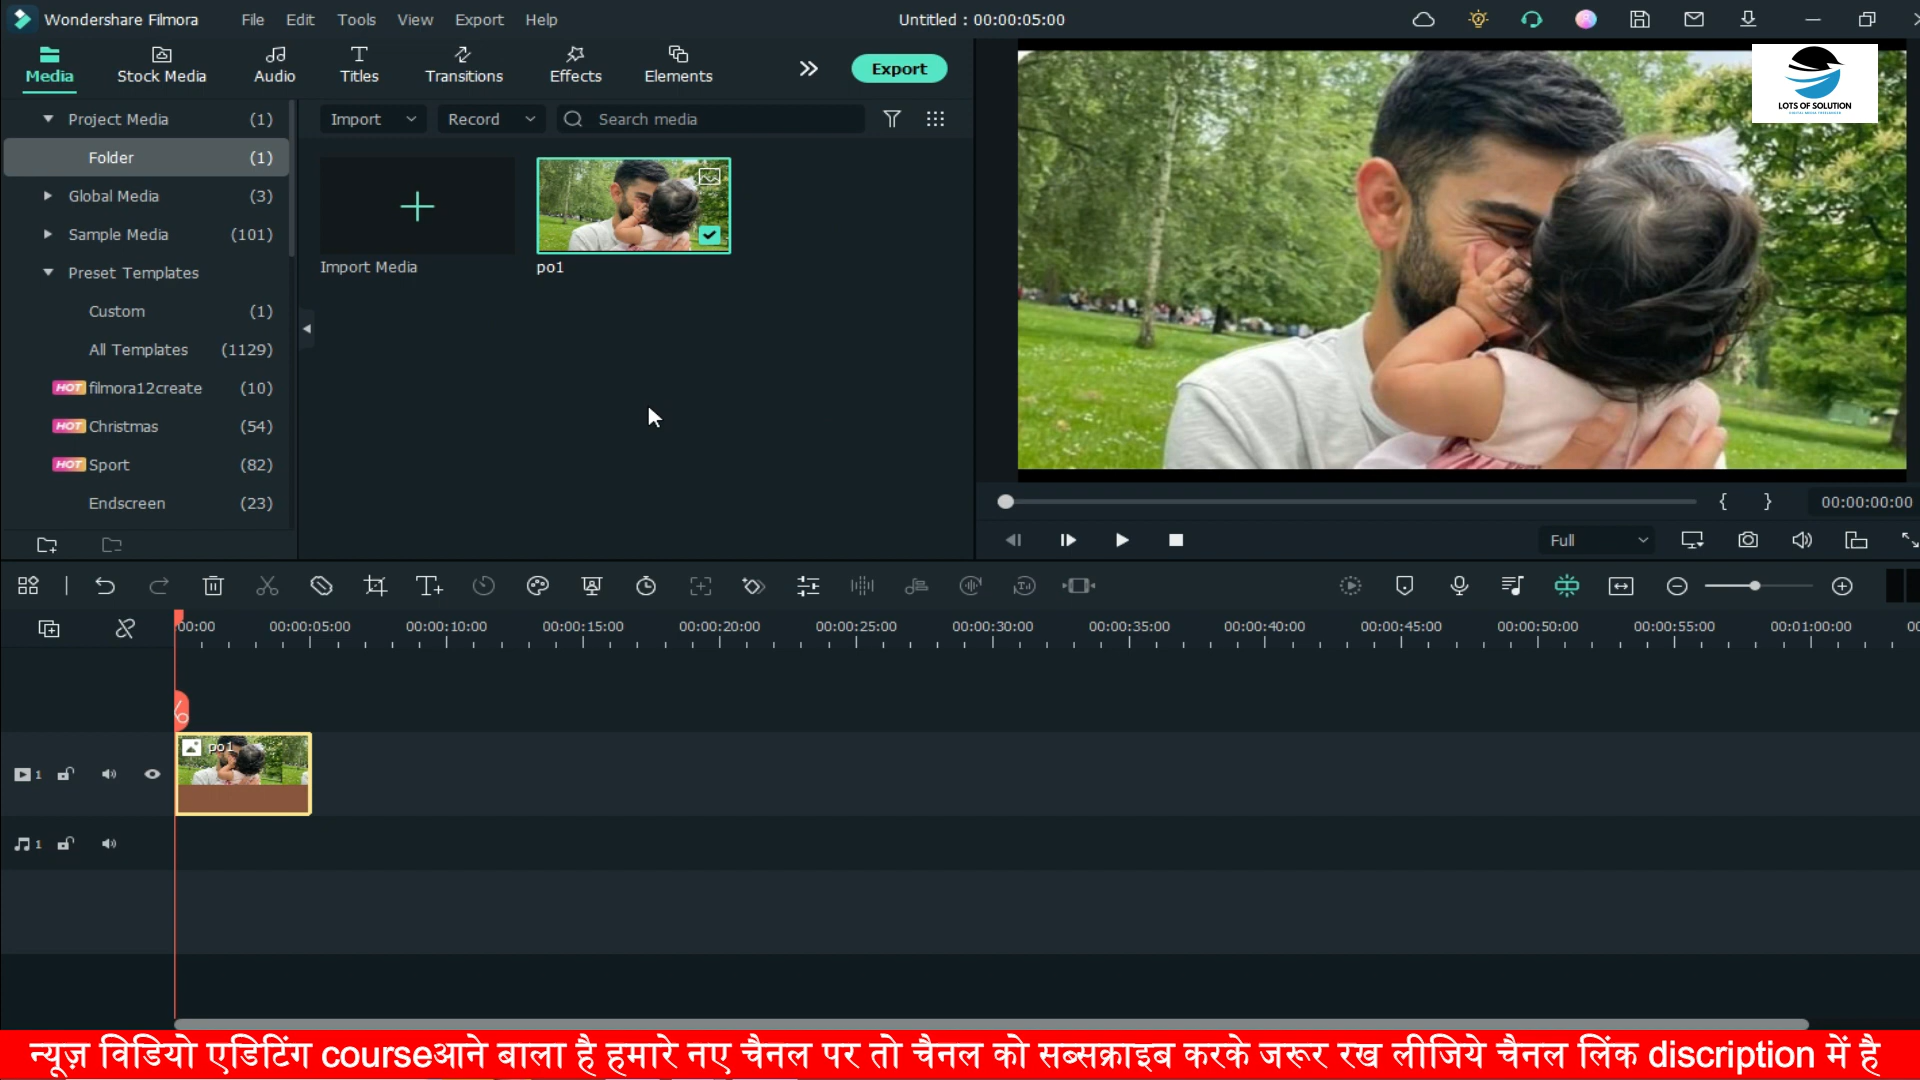 Wondershare Filmora File Edit Tools View Export Help Untitled : 00:00:05:00
Media Stock Media Audio Titles Transitions Effects Elements Export
LOTS OF SOLUTION
Project Media (1) Import Record Search media
Folder (1)
Global Media (3)
Sample Media (101)
Import Media po1
Preset Templates
Custom (1)
All Templates (1129)
HOT filmora12create (10)
HOT Christmas (54)
HOT Sport (82)
Endscreen (23)
00:00:00:00
Full
00:00 00:00:05:00 00:00:10:00 00:00:15:00 00:00:20:00 00:00:25:00 00:00:30:00 00:00:35:00 00:00:40:00 00:00:45:00 00:00:50:00 00:00:55:00 00:01:00:00 00
po1
1
1
न्यूज़ विडियो एडिटिंग courseआने बाला है हमारे नए चैनल पर तो चैनल को सब्सक्राइब करके जरूर रख लीजिये चैनल लिंक discription में है